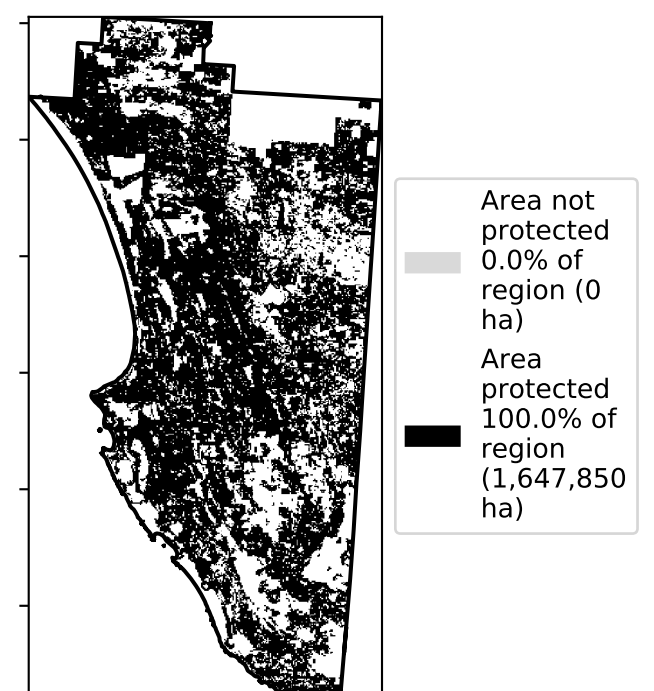 Area not
protected
0.0% of
region (0
ha)
Area
protected
100.0% of
region
(1,647,850
ha)